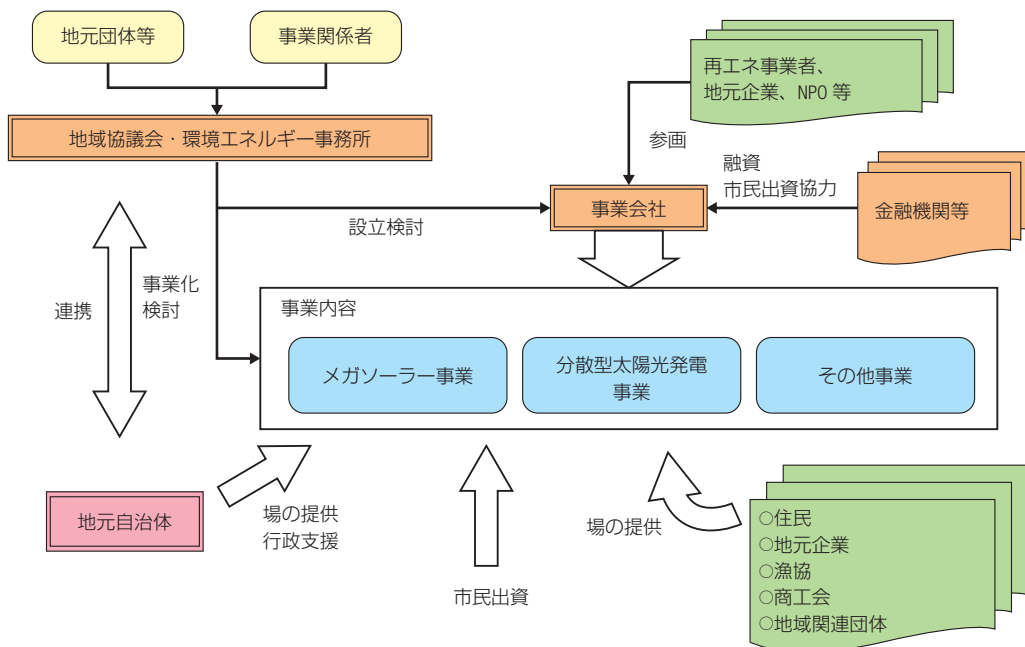 地元団体等
事業関係者
再エネ事業者、
地元企業、NPO 等
地域協議会・環境エネルギー事務所
参画
融資
市民出資協力
事業会社
金融機関等
設立検討
事業化
検討
連携
事業内容
メガソーラー事業
分散型太陽光発電
事業
その他事業
地元自治体
場の提供
行政支援
市民出資
場の提供
○住民
○地元企業
○漁協
○商工会
○地域関連団体